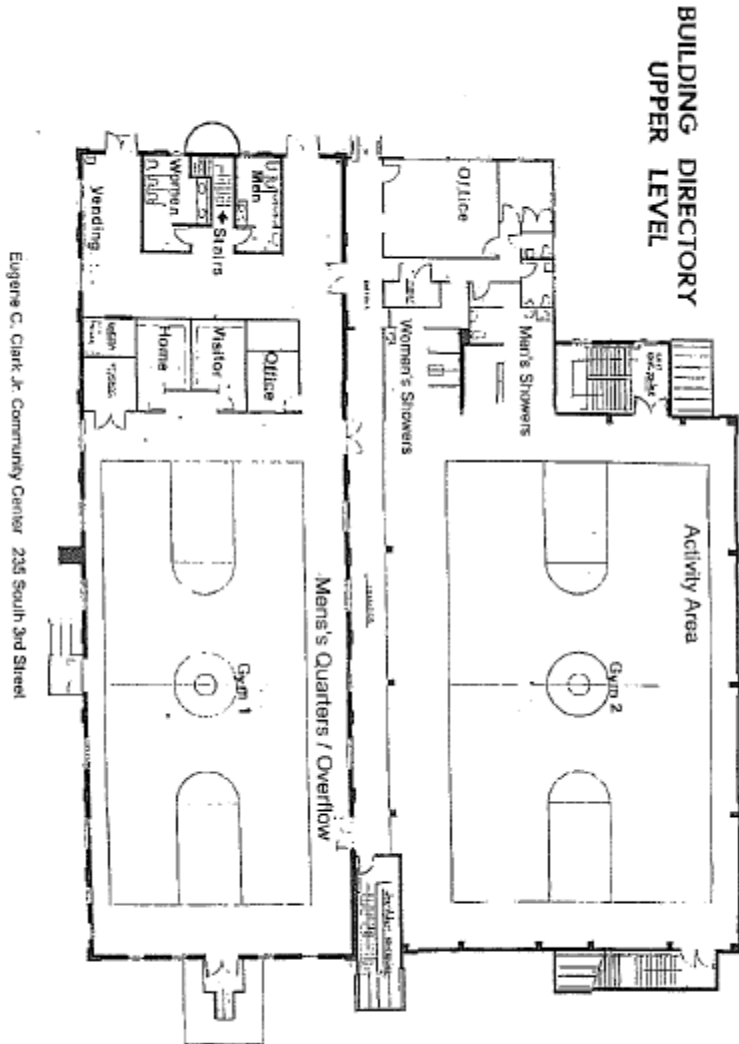 BUILDING DIRECTORY
UPPER LEVEL
Activity Area
Gym 2
Office
Men's Showers
Women's Showers
Mens's Quarters / Overflow
Gym 1
Men
Stairs
Women
Vending
Office
Visitor
Home
Eugene C. Clark Jr. Community Center 235 South 3rd Street